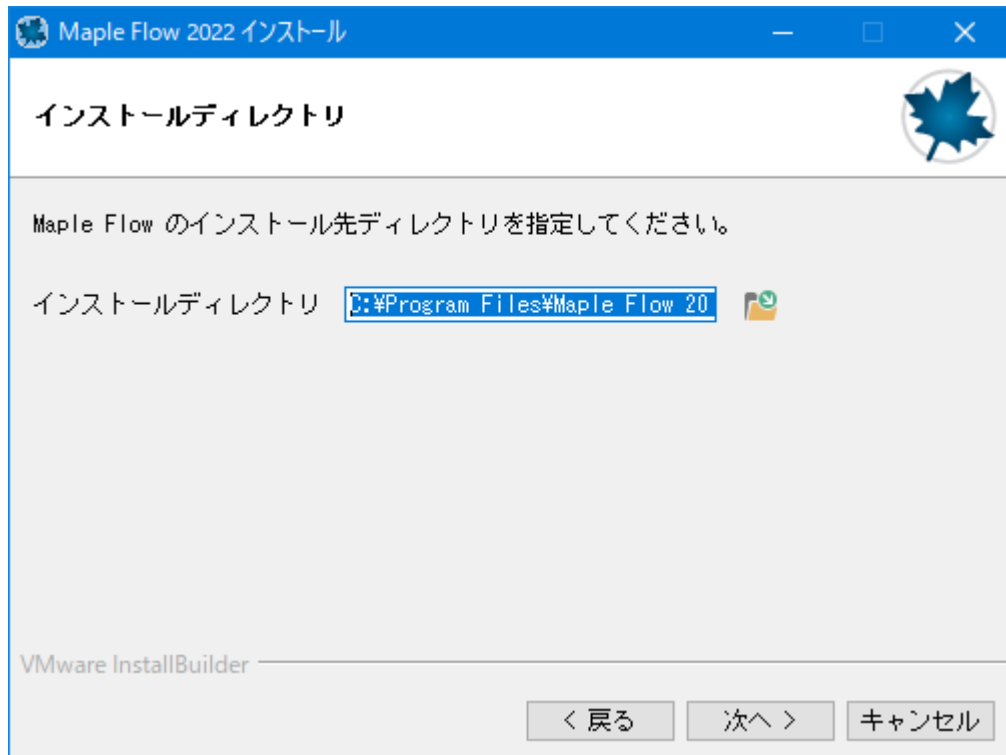 Maple Flow 2022 インストール
インストールディレクトリ
Maple Flow のインストール先ディレクトリを指定してください。
インストールディレクトリ C:¥Program Files¥Maple Flow 20
VMware InstallBuilder
< 戻る 次へ > キャンセル